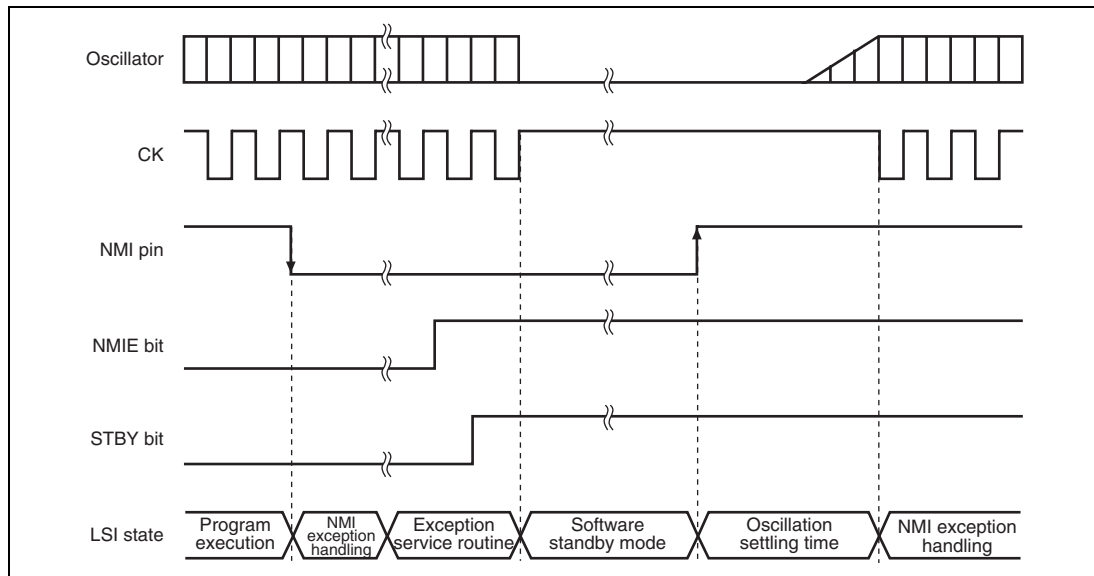 Oscillator
CK
NMI pin
NMIE bit
STBY bit
LSI state
Program
execution
NMI
exception
handling
Exception
service routine
Software
standby mode
Oscillation
settling time
NMI exception
handling